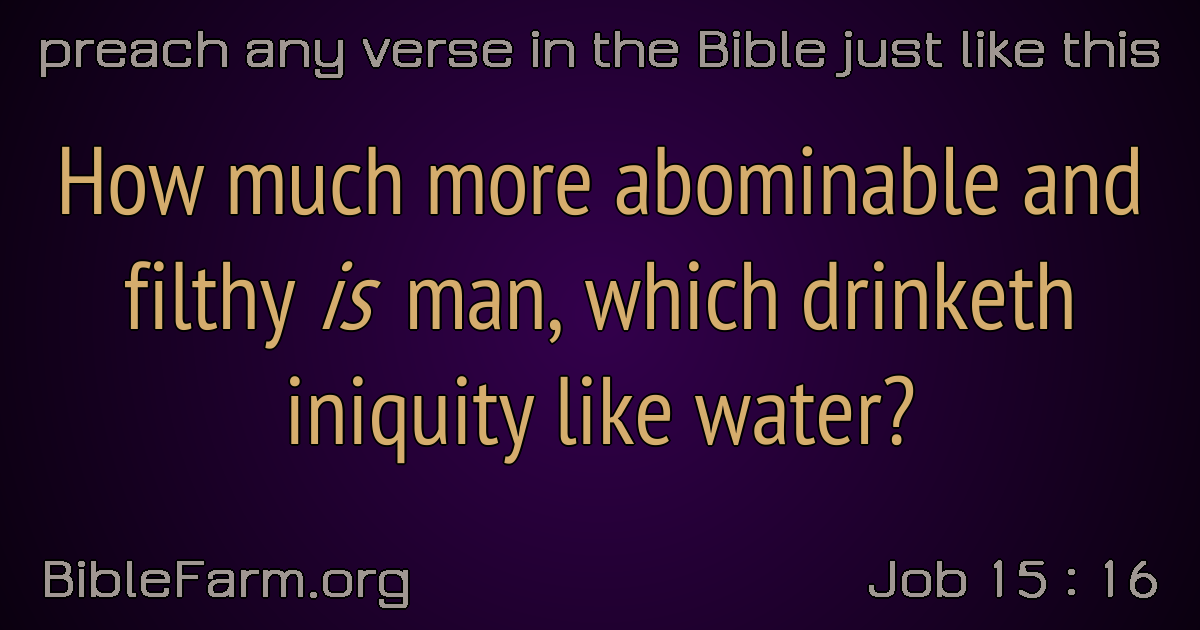 preach any verse in the Bible just like this
How much more abominable and
filthy is man, which drinketh
iniquity like water?
BibleFarm.org
Job 15 : 16